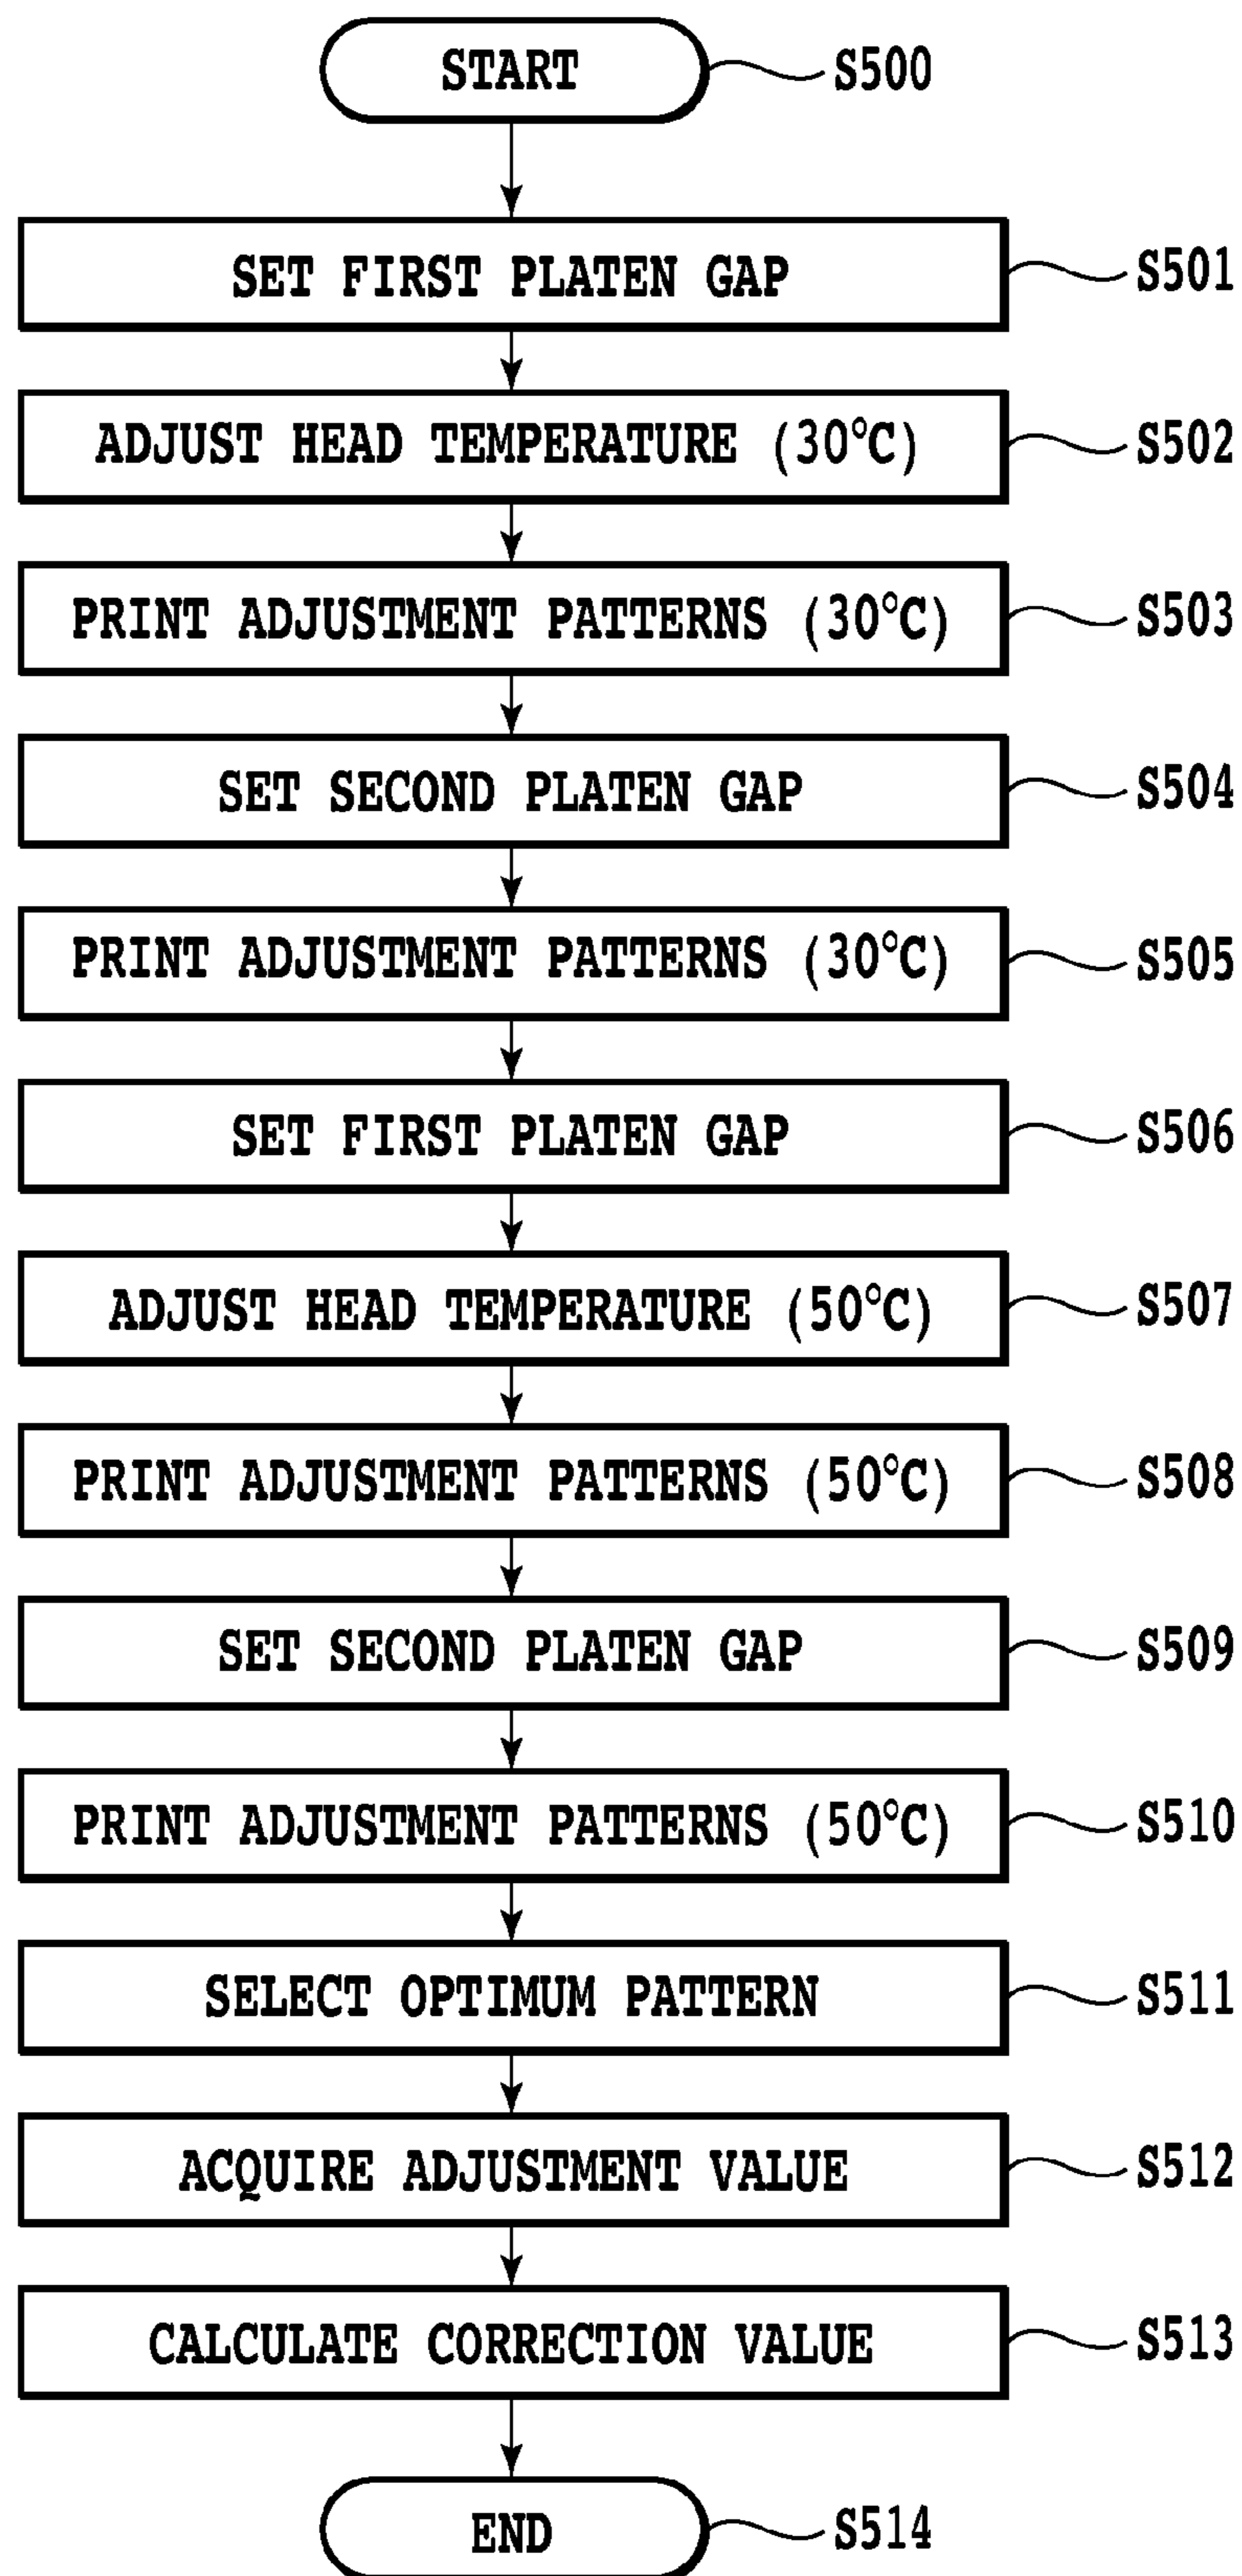 START S500
SET FIRST PLATEN GAP S501
ADJUST HEAD TEMPERATURE (30°C) S502
PRINT ADJUSTMENT PATTERNS (30°C) S503
SET SECOND PLATEN GAP S504
PRINT ADJUSTMENT PATTERNS (30°C) S505
SET FIRST PLATEN GAP S506
ADJUST HEAD TEMPERATURE (50°C) S507
PRINT ADJUSTMENT PATTERNS (50°C) S508
SET SECOND PLATEN GAP S509
PRINT ADJUSTMENT PATTERNS (50°C) S510
SELECT OPTIMUM PATTERN S511
ACQUIRE ADJUSTMENT VALUE S512
CALCULATE CORRECTION VALUE S513
END S514